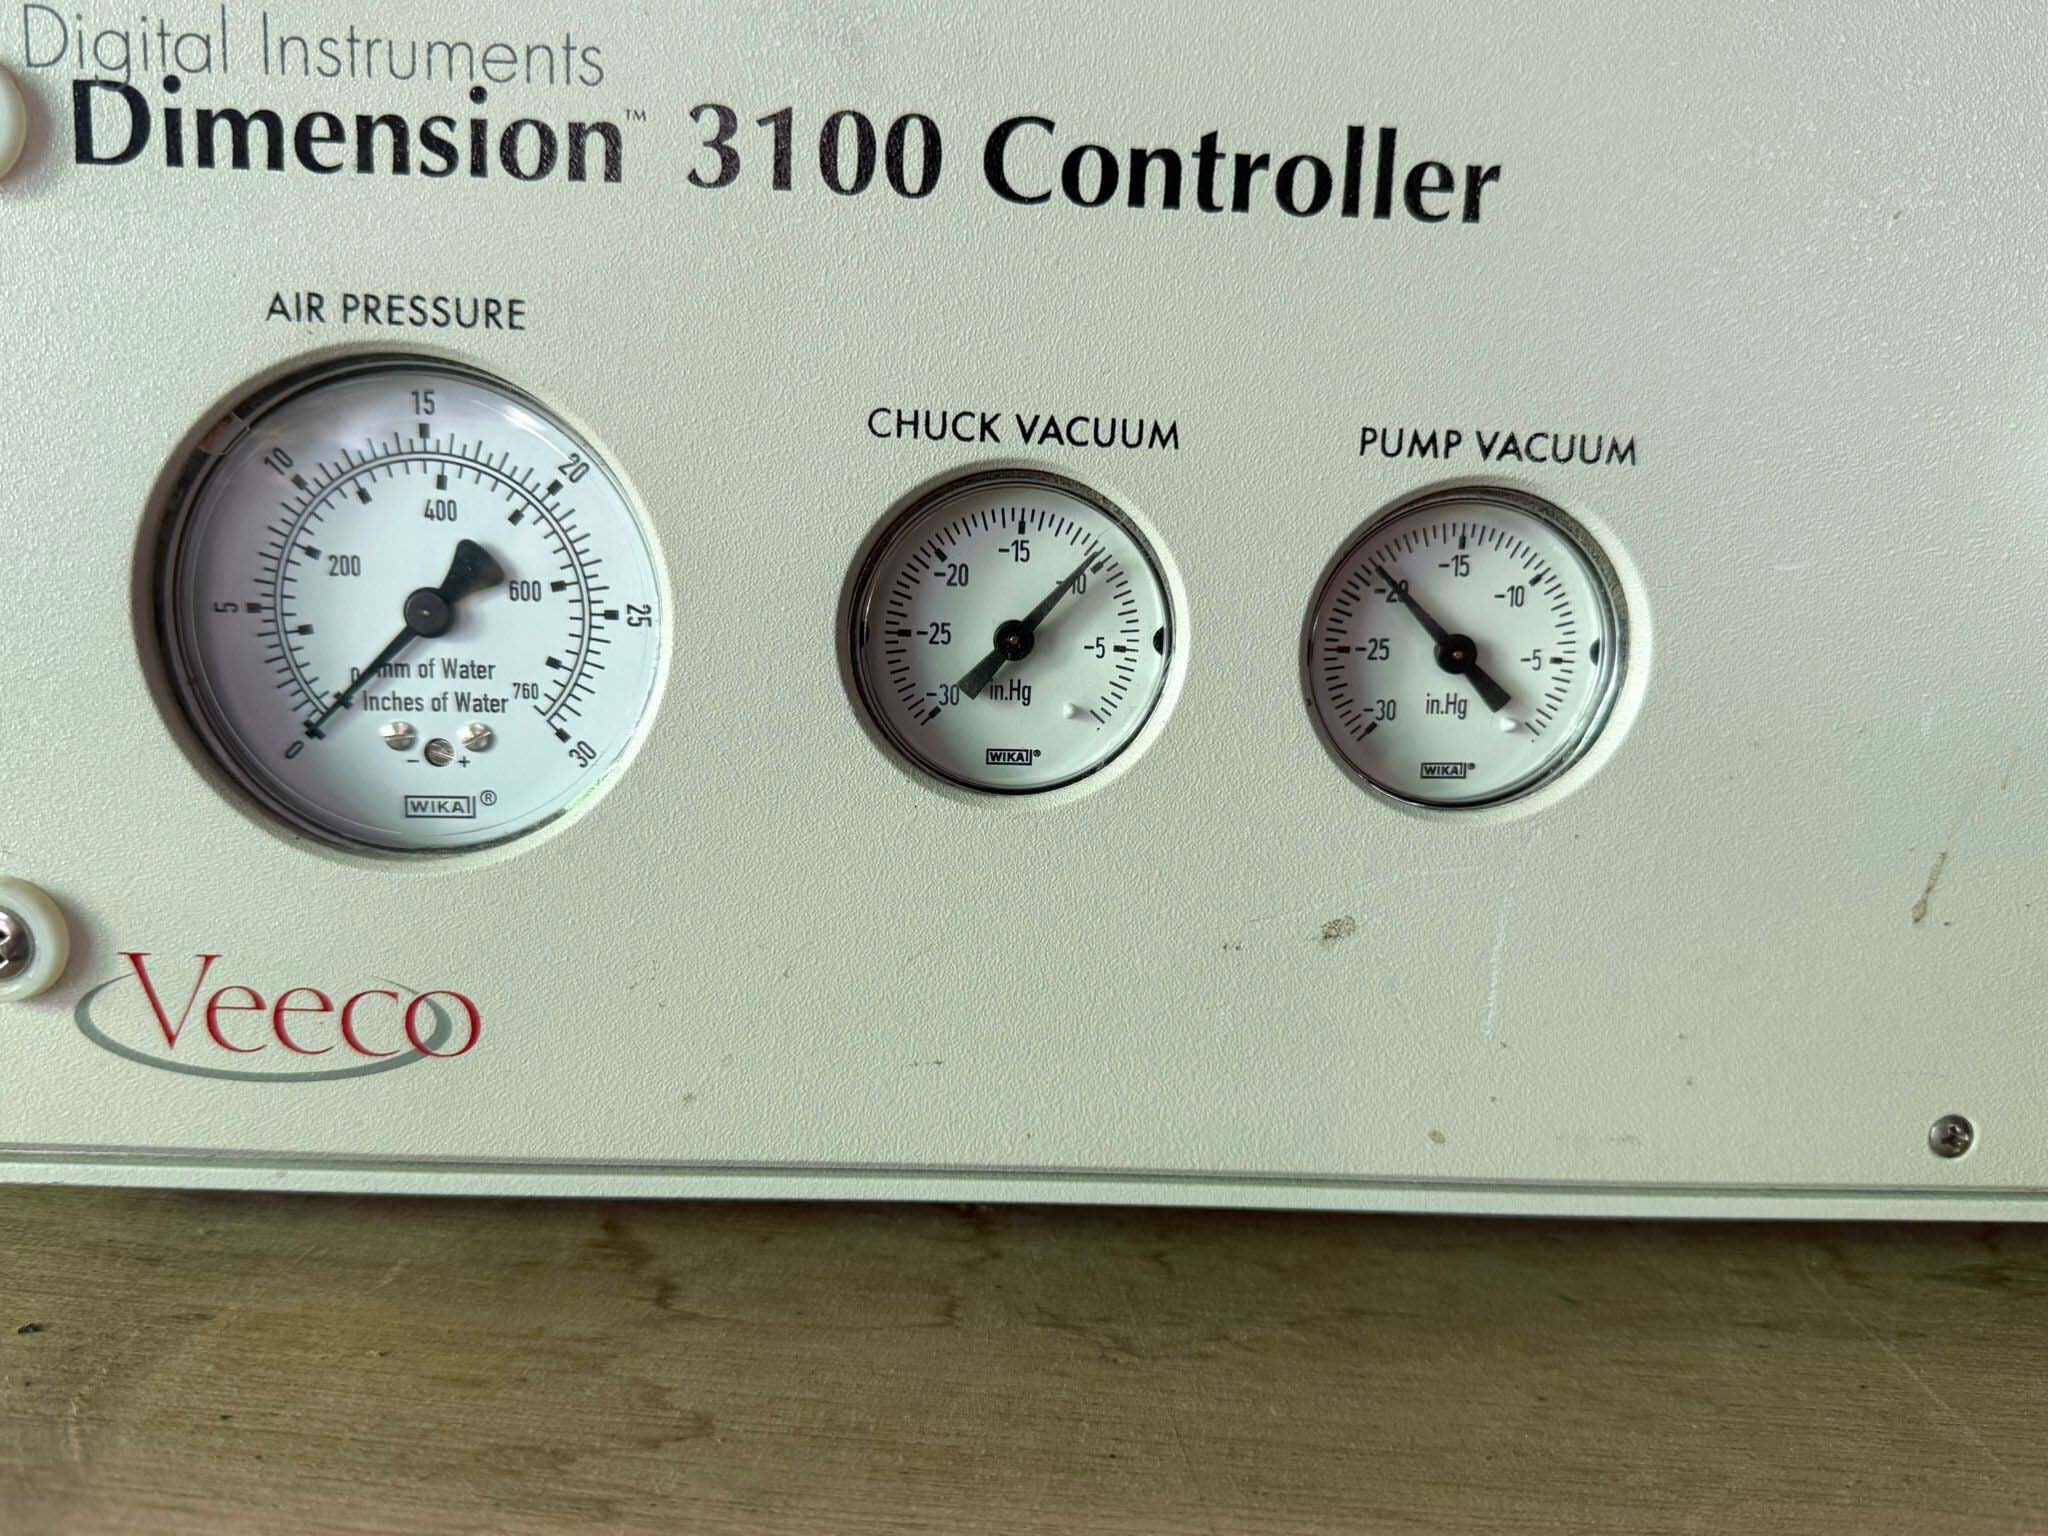 Digital Instruments
Dimension™ 3100 Controller
AIR PRESSURE
0 5 10 15 20 25 30
0 200 400 600 760
mm of Water
Inches of Water
- +
WIKA®
CHUCK VACUUM
-30 -25 -20 -15 -10 -5
in.Hg
WIKA®
PUMP VACUUM
-30 -25 -20 -15 -10 -5
in.Hg
WIKA®
Veeco